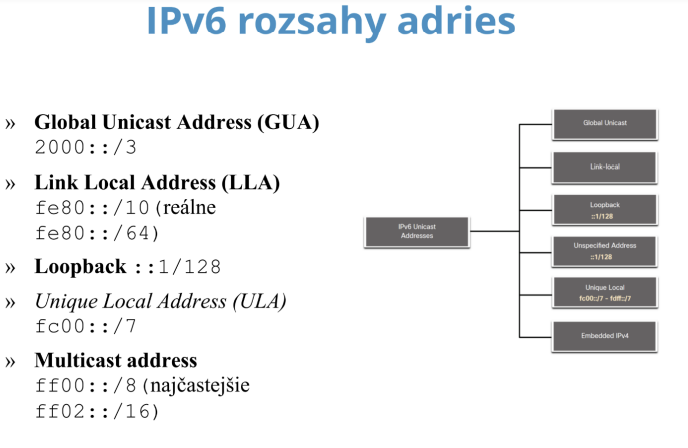 IPv6 rozsahy adries
» Global Unicast Address (GUA)
2000::/3
» Link Local Address (LLA)
fe80::/10 (reálne
fe80::/64)
» Loopback ::1/128
» Unique Local Address (ULA)
fc00::/7
» Multicast address
ff00::/8 (najčastejšie
ff02::/16)
IPv6 Unicast
Addresses
Global Unicast
Link-local
Loopback
::1/128
Unspecified Address
::1/128
Unique Local
fc00::/7 - fdff::/7
Embedded IPv4